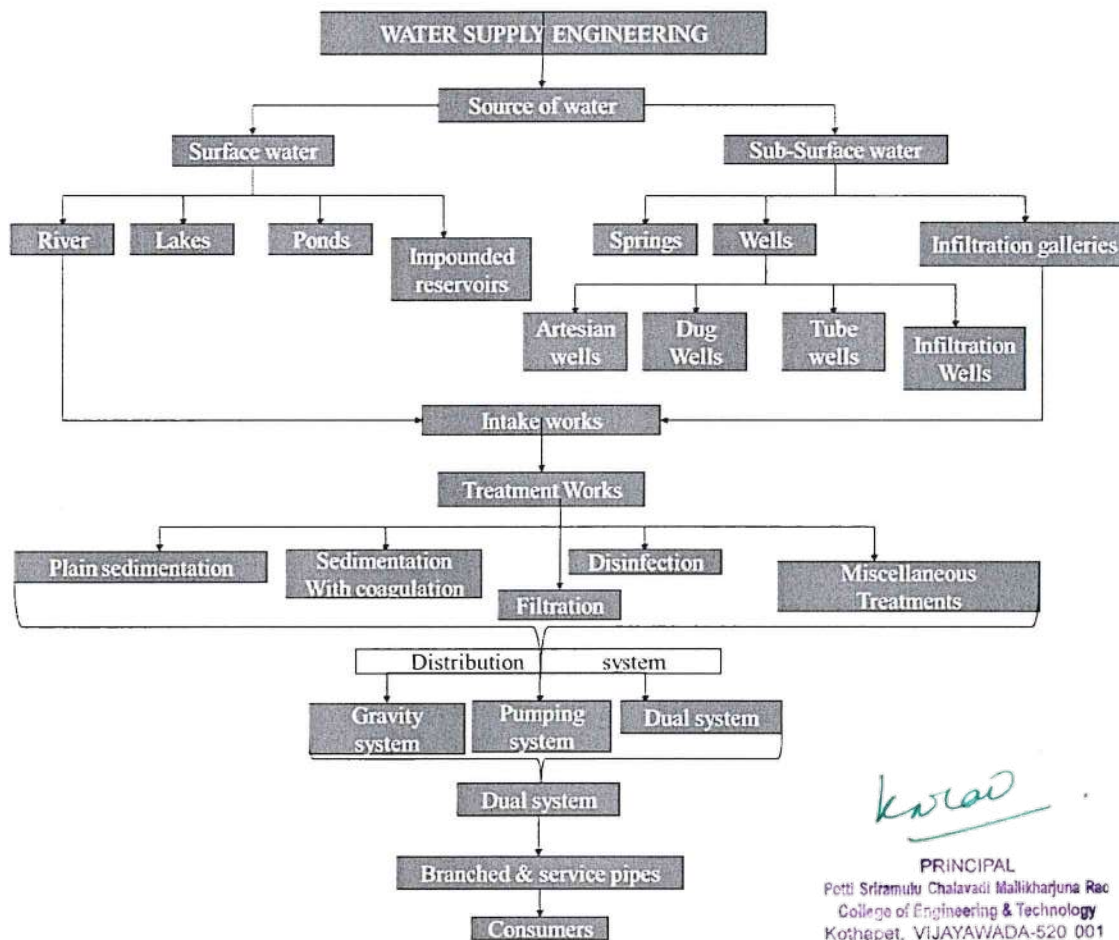 WATER SUPPLY ENGINEERING
Source of water
Surface water
Sub-Surface water
River
Lakes
Ponds
Impounded
reservoirs
Springs
Wells
Infiltration galleries
Artesian
wells
Dug
Wells
Tube
wells
Infiltration
Wells
Intake works
Treatment Works
Plain sedimentation
Sedimentation
With coagulation
Filtration
Disinfection
Miscellaneous
Treatments
Distribution system
Gravity
system
Pumping
system
Dual system
Dual system
Branched & service pipes
Consumers
PRINCIPAL
Potti Sriramulu Chalavadi Mallikharjuna Rao
College of Engineering & Technology
Kothapet, VIJAYAWADA-520 001